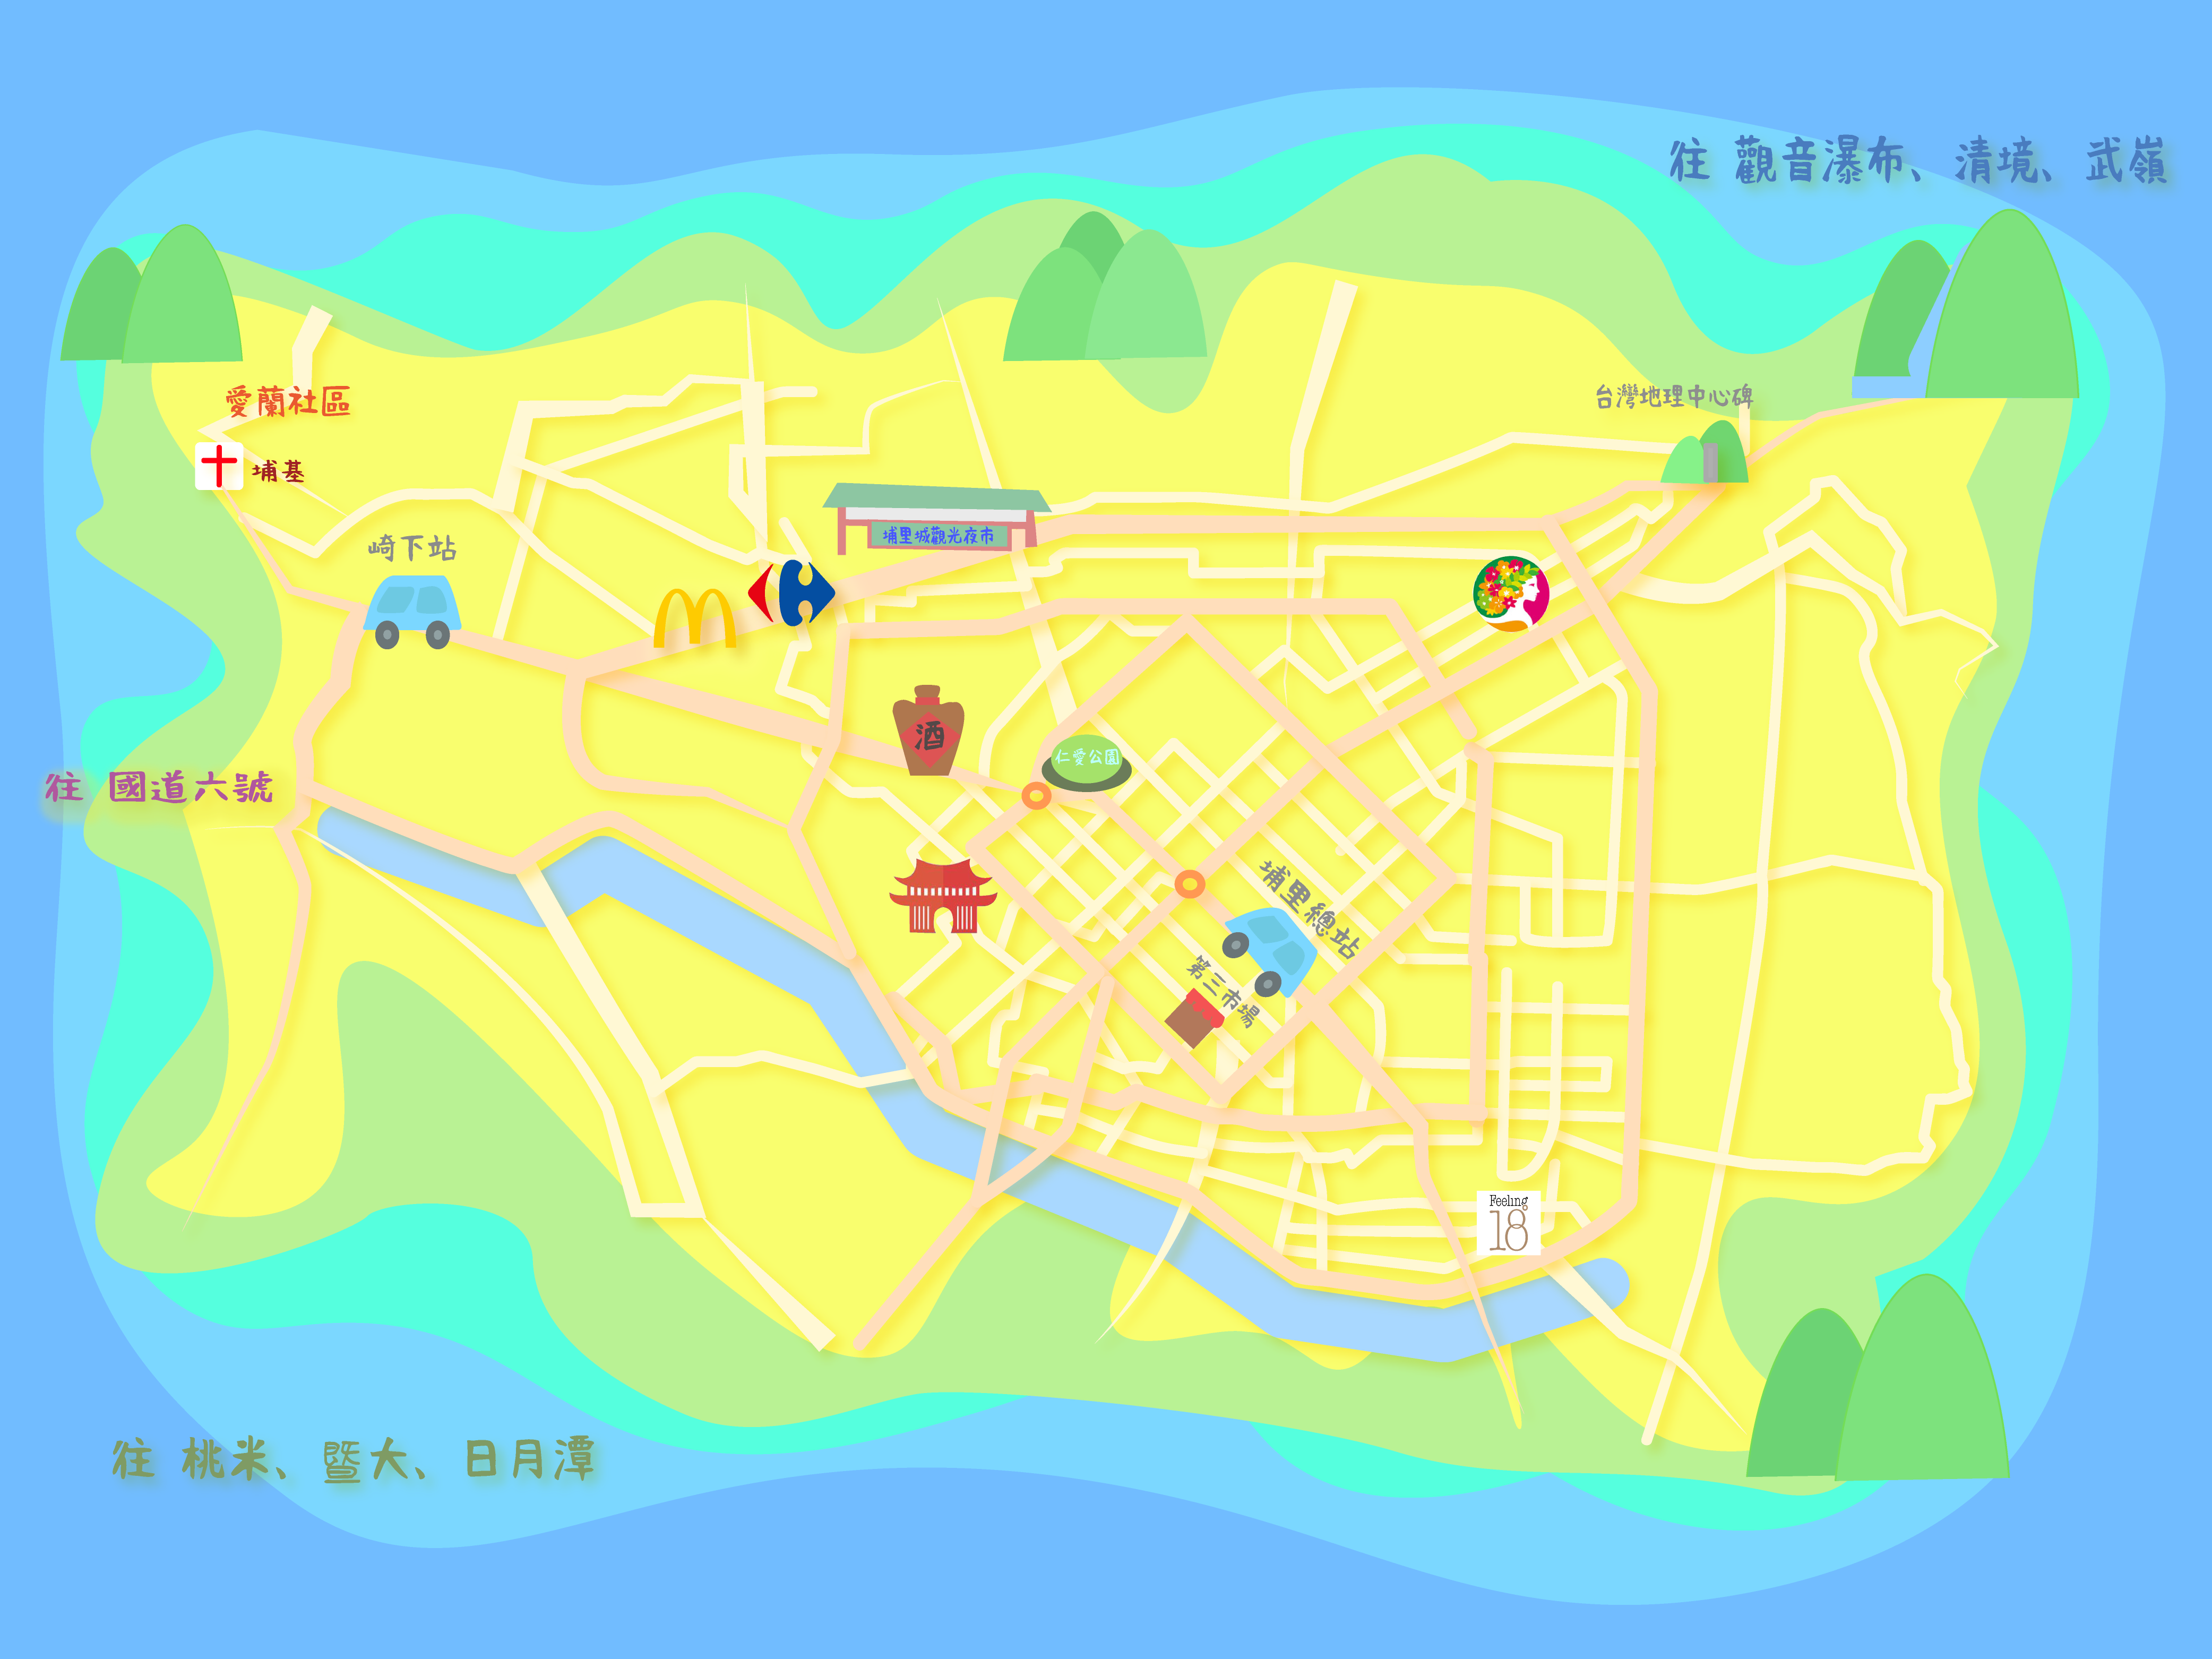 往 觀音瀑布、清境、武嶺
愛蘭社區
台灣地理中心碑
埔基
埔里城觀光夜市
崎下站
酒
仁愛公園
往 國道六號
埔里總站
第三市場
Feeling
18
往 桃米、暨大、日月潭